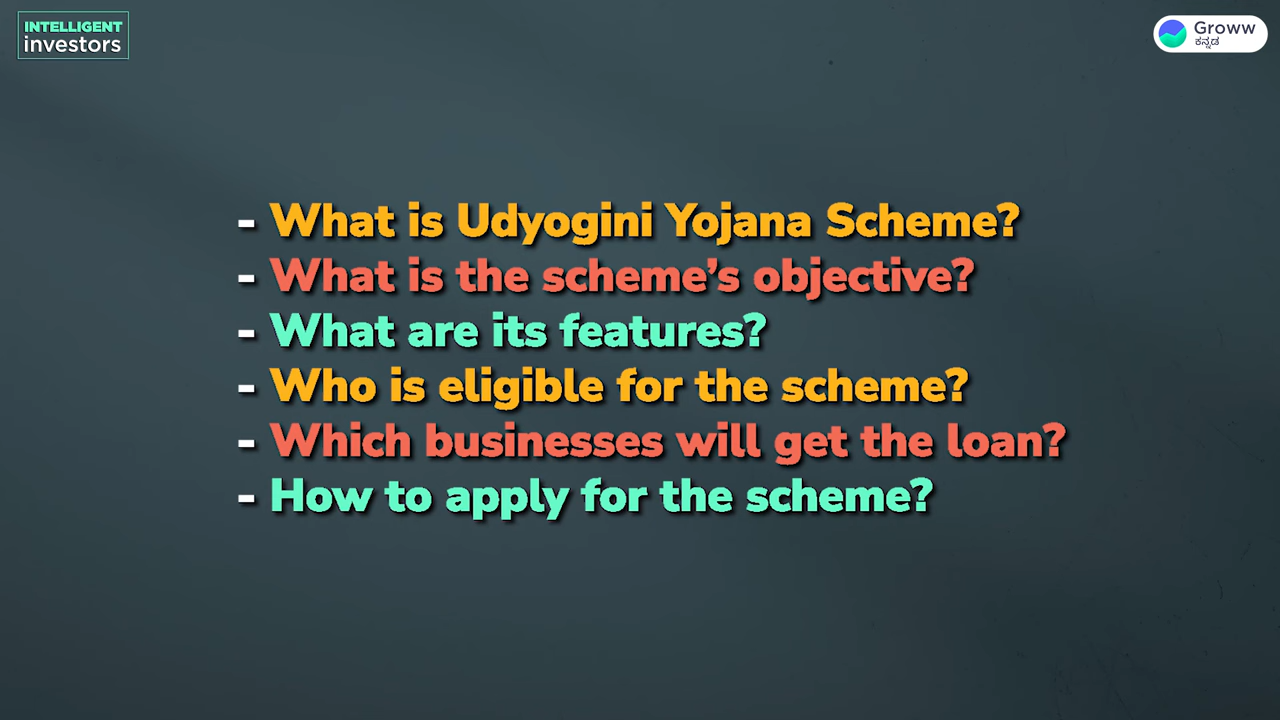 INTELLIGENT
investors
Groww
ಕನ್ನಡ
- What is Udyogini Yojana Scheme?
- What is the scheme's objective?
- What are its features?
- Who is eligible for the scheme?
- Which businesses will get the loan?
- How to apply for the scheme?